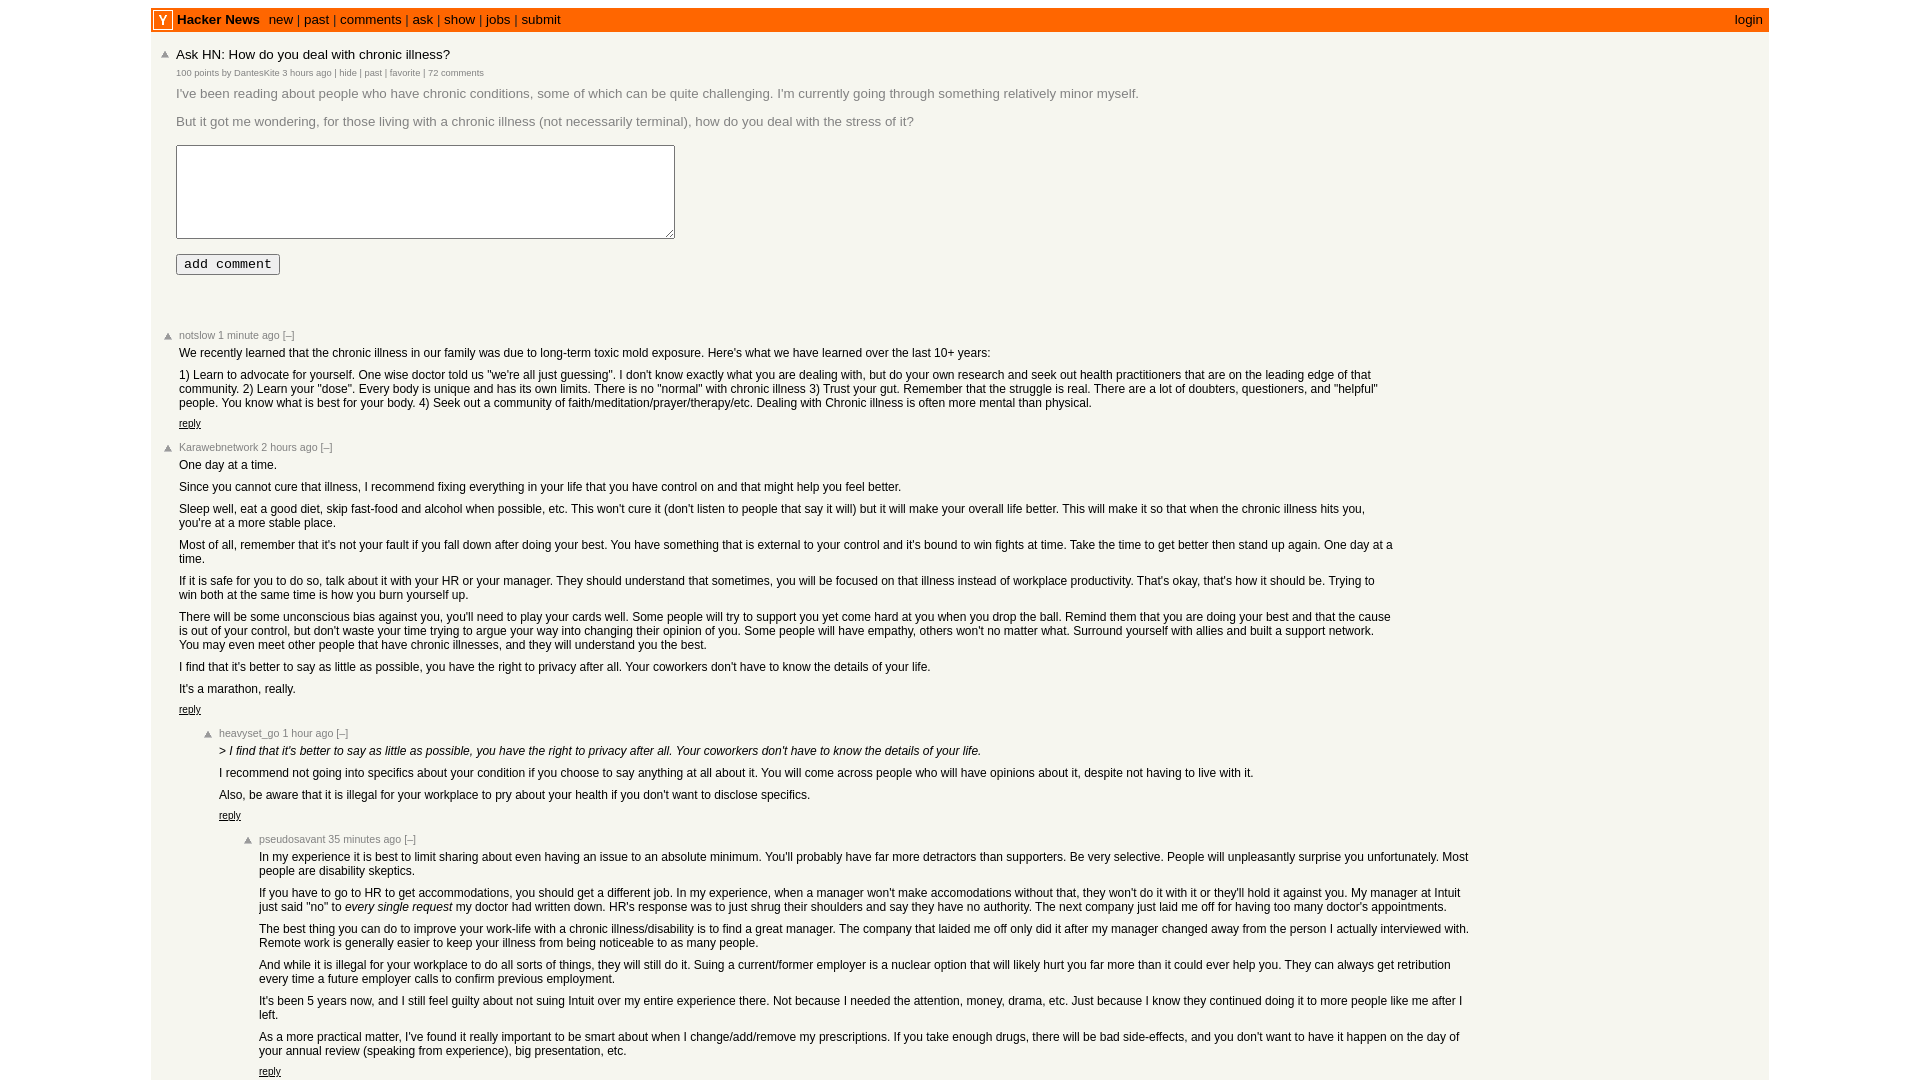 Y Hacker News new | past | comments | ask | show | jobs | submit login
Ask HN: How do you deal with chronic illness?
100 points by DantesKite 3 hours ago | hide | past | favorite | 72 comments
I've been reading about people who have chronic conditions, some of which can be quite challenging. I'm currently going through something relatively minor myself.
But it got me wondering, for those living with a chronic illness (not necessarily terminal), how do you deal with the stress of it?
add comment
notslow 1 minute ago [–]
We recently learned that the chronic illness in our family was due to long-term toxic mold exposure. Here's what we have learned over the last 10+ years:
1) Learn to advocate for yourself. One wise doctor told us "we're all just guessing". I don't know exactly what you are dealing with, but do your own research and seek out health practitioners that are on the leading edge of that
community. 2) Learn your "dose". Every body is unique and has its own limits. There is no "normal" with chronic illness 3) Trust your gut. Remember that the struggle is real. There are a lot of doubters, questioners, and "helpful"
people. You know what is best for your body. 4) Seek out a community of faith/meditation/prayer/therapy/etc. Dealing with Chronic illness is often more mental than physical.
reply
Karawebnetwork 2 hours ago [–]
One day at a time.
Since you cannot cure that illness, I recommend fixing everything in your life that you have control on and that might help you feel better.
Sleep well, eat a good diet, skip fast-food and alcohol when possible, etc. This won't cure it (don't listen to people that say it will) but it will make your overall life better. This will make it so that when the chronic illness hits you,
you're at a more stable place.
Most of all, remember that it's not your fault if you fall down after doing your best. You have something that is external to your control and it's bound to win fights at time. Take the time to get better then stand up again. One day at a
time.
If it is safe for you to do so, talk about it with your HR or your manager. They should understand that sometimes, you will be focused on that illness instead of workplace productivity. That's okay, that's how it should be. Trying to
win both at the same time is how you burn yourself up.
There will be some unconscious bias against you, you'll need to play your cards well. Some people will try to support you yet come hard at you when you drop the ball. Remind them that you are doing your best and that the cause
is out of your control, but don't waste your time trying to argue your way into changing their opinion of you. Some people will have empathy, others won't no matter what. Surround yourself with allies and built a support network.
You may even meet other people that have chronic illnesses, and they will understand you the best.
I find that it's better to say as little as possible, you have the right to privacy after all. Your coworkers don't have to know the details of your life.
It's a marathon, really.
reply
heavyset_go 1 hour ago [–]
> I find that it's better to say as little as possible, you have the right to privacy after all. Your coworkers don't have to know the details of your life.
I recommend not going into specifics about your condition if you choose to say anything at all about it. You will come across people who will have opinions about it, despite not having to live with it.
Also, be aware that it is illegal for your workplace to pry about your health if you don't want to disclose specifics.
reply
pseudosavant 35 minutes ago [–]
In my experience it is best to limit sharing about even having an issue to an absolute minimum. You'll probably have far more detractors than supporters. Be very selective. People will unpleasantly surprise you unfortunately. Most
people are disability skeptics.
If you have to go to HR to get accommodations, you should get a different job. In my experience, when a manager won't make accomodations without that, they won't do it with it or they'll hold it against you. My manager at Intuit
just said "no" to every single request my doctor had written down. HR's response was to just shrug their shoulders and say they have no authority. The next company just laid me off for having too many doctor's appointments.
The best thing you can do to improve your work-life with a chronic illness/disability is to find a great manager. The company that laided me off only did it after my manager changed away from the person I actually interviewed with.
Remote work is generally easier to keep your illness from being noticeable to as many people.
And while it is illegal for your workplace to do all sorts of things, they will still do it. Suing a current/former employer is a nuclear option that will likely hurt you far more than it could ever help you. They can always get retribution
every time a future employer calls to confirm previous employment.
It's been 5 years now, and I still feel guilty about not suing Intuit over my entire experience there. Not because I needed the attention, money, drama, etc. Just because I know they continued doing it to more people like me after I
left.
As a more practical matter, I've found it really important to be smart about when I change/add/remove my prescriptions. If you take enough drugs, there will be bad side-effects, and you don't want to have it happen on the day of
your annual review (speaking from experience), big presentation, etc.
reply